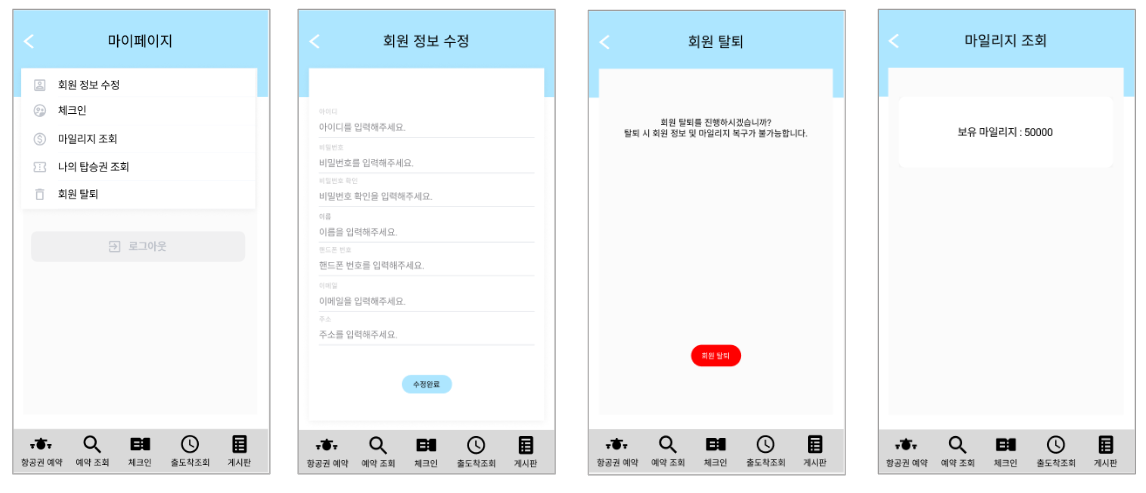 마이페이지
회원 정보 수정
체크인
마일리지 조회
나의 탑승권 조회
회원 탈퇴
로그아웃
항공권 예약 예약 조회 체크인 출도착조회 게시판
회원 정보 수정
아이디
아이디를 입력해주세요.
비밀번호
비밀번호를 입력해주세요.
비밀번호 확인
비밀번호 확인을 입력해주세요.
이름
이름을 입력해주세요.
핸드폰 번호
핸드폰 번호를 입력해주세요.
이메일
이메일을 입력해주세요.
주소
주소를 입력해주세요.
수정완료
항공권 예약 예약 조회 체크인 출도착조회 게시판
회원 탈퇴
회원 탈퇴를 진행하시겠습니까?
탈퇴 시 회원 정보 및 마일리지 복구가 불가능합니다.
회원 탈퇴
항공권 예약 예약 조회 체크인 출도착조회 게시판
마일리지 조회
보유 마일리지 : 50000
항공권 예약 예약 조회 체크인 출도착조회 게시판